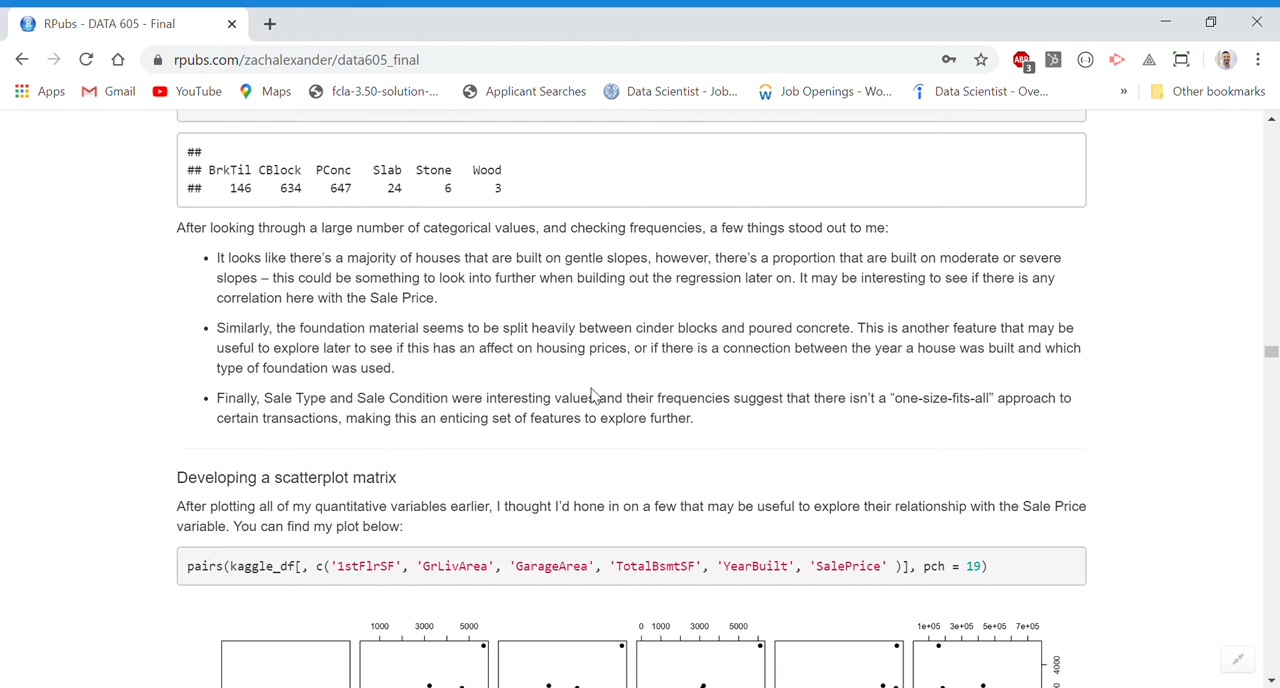 RPubs - DATA 605 - Final
rpubs.com/zachalexander/data605_final
ABP
3
Apps Gmail YouTube Maps fcla-3.50-solution-... Applicant Searches Data Scientist - Job... Job Openings - Wo... Data Scientist - Ove... » Other bookmarks
##
## BrkTil CBlock PConc Slab Stone Wood
## 146 634 647 24 6 3
After looking through a large number of categorical values, and checking frequencies, a few things stood out to me:
• It looks like there's a majority of houses that are built on gentle slopes, however, there's a proportion that are built on moderate or severe
slopes – this could be something to look into further when building out the regression later on. It may be interesting to see if there is any
correlation here with the Sale Price.
• Similarly, the foundation material seems to be split heavily between cinder blocks and poured concrete. This is another feature that may be
useful to explore later to see if this has an affect on housing prices, or if there is a connection between the year a house was built and which
type of foundation was used.
• Finally, Sale Type and Sale Condition were interesting values and their frequencies suggest that there isn't a “one-size-fits-all” approach to
certain transactions, making this an enticing set of features to explore further.
Developing a scatterplot matrix
After plotting all of my quantitative variables earlier, I thought I'd hone in on a few that may be useful to explore their relationship with the Sale Price
variable. You can find my plot below:
pairs(kaggle_df[, c('1stFlrSF', 'GrLivArea', 'GarageArea', 'TotalBsmtSF', 'YearBuilt', 'SalePrice' )], pch = 19)
1000 3000 5000 0 1000 3000 5000 1e+05 3e+05 5e+05 7e+05
4000